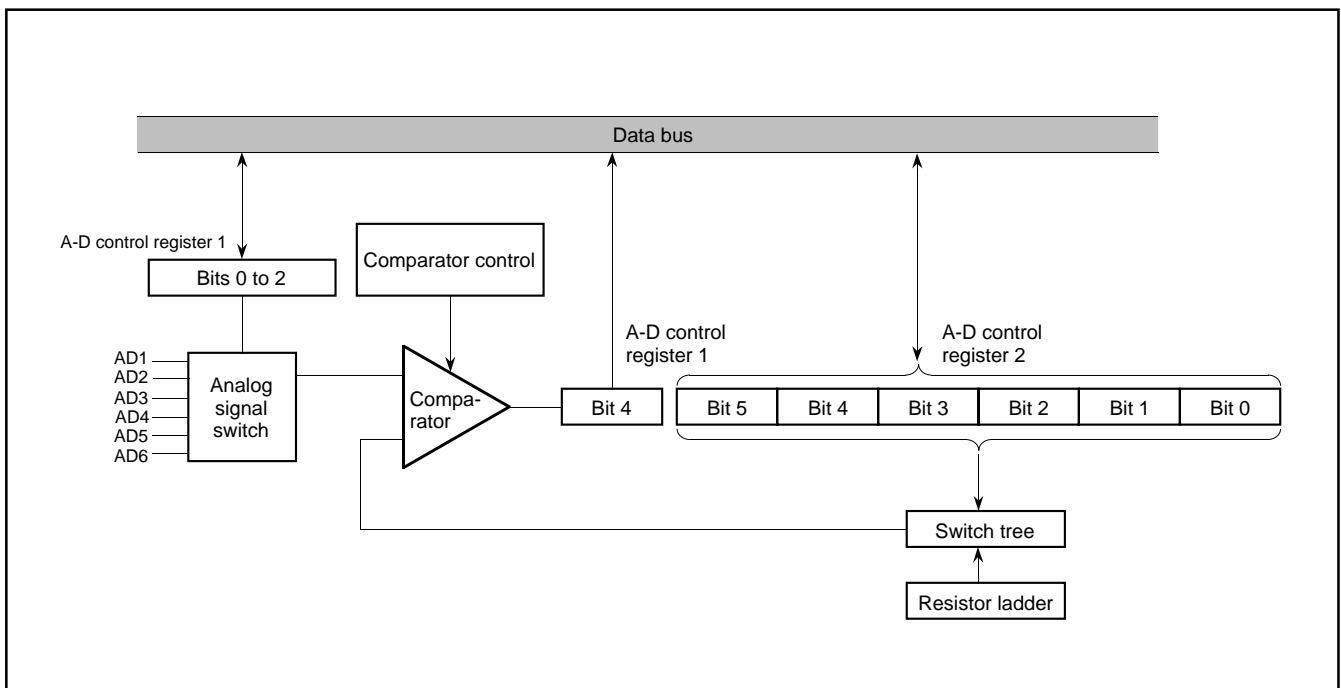 Data bus
A-D control register 1
Bits 0 to 2
Comparator control
A-D control
register 1
A-D control
register 2
AD1
AD2
AD3
AD4
AD5
AD6
Analog
signal
switch
Compa-
rator
Bit 4
Bit 5
Bit 4
Bit 3
Bit 2
Bit 1
Bit 0
Switch tree
Resistor ladder